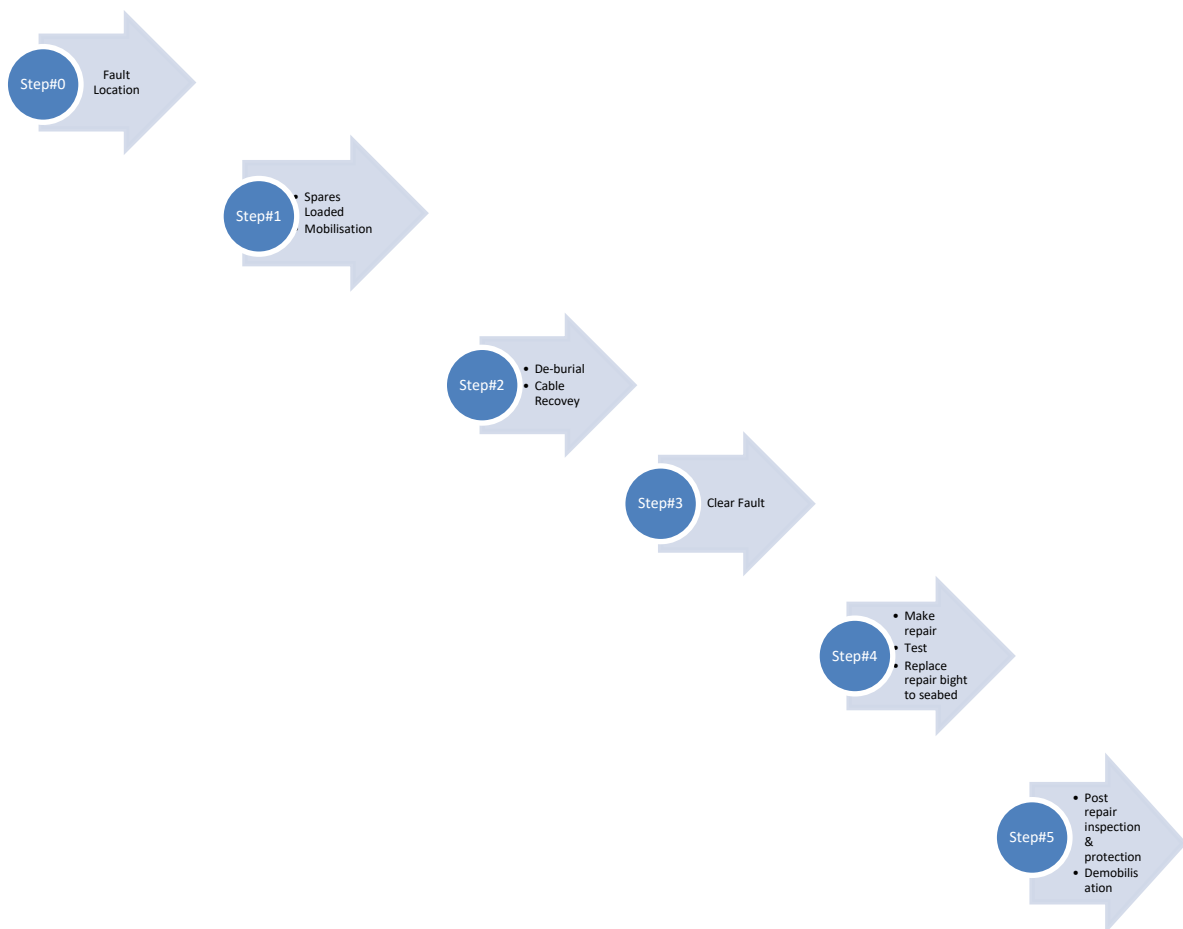 Step#0
Fault
Location
Step#1
• Spares
Loaded
• Mobilisation
Step#2
• De-burial
• Cable
Recovey
Step#3
Clear Fault
Step#4
• Make
repair
• Test
• Replace
repair bight
to seabed
Step#5
• Post
repair
inspection
&
protection
• Demobilis
ation